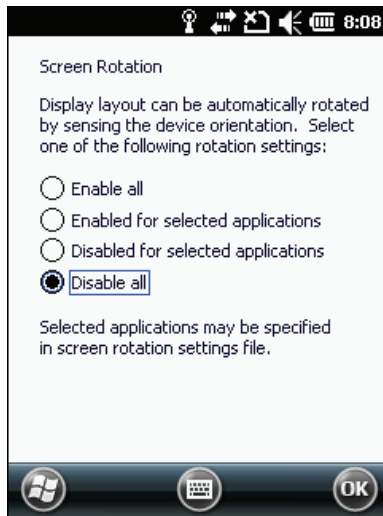 8:08
Screen Rotation
Display layout can be automatically rotated
by sensing the device orientation.  Select
one of the following rotation settings:
Enable all
Enabled for selected applications
Disabled for selected applications
Disable all
Selected applications may be specified
in screen rotation settings file.
OK